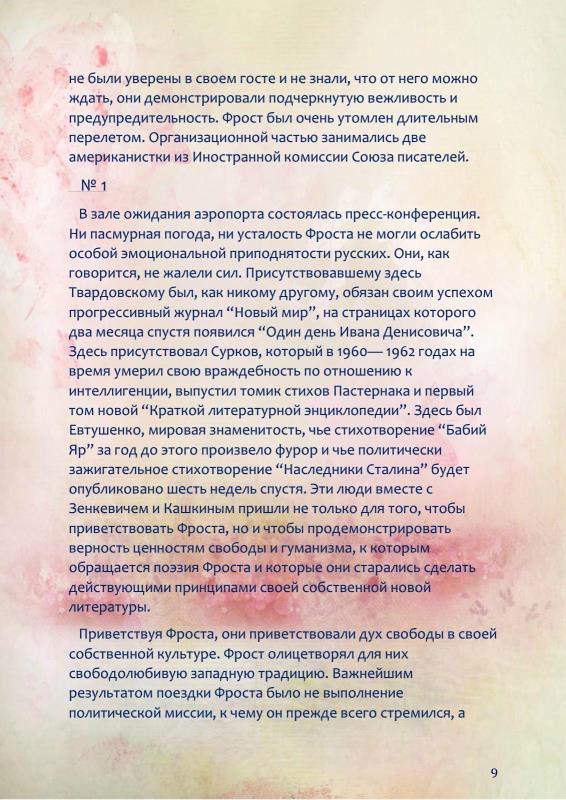 не были уверены в своем госте и не знали, что от него можно
ждать, они демонстрировали подчеркнутую вежливость и
предупредительность. Фрост был очень утомлен длительным
перелетом. Организационной частью занимались две
американистки из Иностранной комиссии Союза писателей.
№ 1
В зале ожидания аэропорта состоялась пресс-конференция.
Ни пасмурная погода, ни усталость Фроста не могли ослабить
особой эмоциональной приподнятости русских. Они, как
говорится, не жалели сил. Присутствовавшему здесь
Твардовскому был, как никому другому, обязан своим успехом
прогрессивный журнал “Новый мир”, на страницах которого
два месяца спустя появился “Один день Ивана Денисовича”.
Здесь присутствовал Сурков, который в 1960— 1962 годах на
время умерил свою враждебность по отношению к
интеллигенции, выпустил томик стихов Пастернака и первый
том новой “Краткой литературной энциклопедии”. Здесь был
Евтушенко, мировая знаменитость, чье стихотворение “Бабий
Яр” за год до этого произвело фурор и чье политически
зажигательное стихотворение “Наследники Сталина” будет
опубликовано шесть недель спустя. Эти люди вместе с
Зенкевичем и Кашкиным пришли не только для того, чтобы
приветствовать Фроста, но и чтобы продемонстрировать
верность ценностям свободы и гуманизма, к которым
обращается поэзия Фроста и которые они старались сделать
действующими принципами своей собственной новой
литературы.
Приветствуя Фроста, они приветствовали дух свободы в своей
собственной культуре. Фрост олицетворял для них
свободолюбивую западную традицию. Важнейшим
результатом поездки Фроста было не выполнение
политической миссии, к чему он прежде всего стремился, а
9